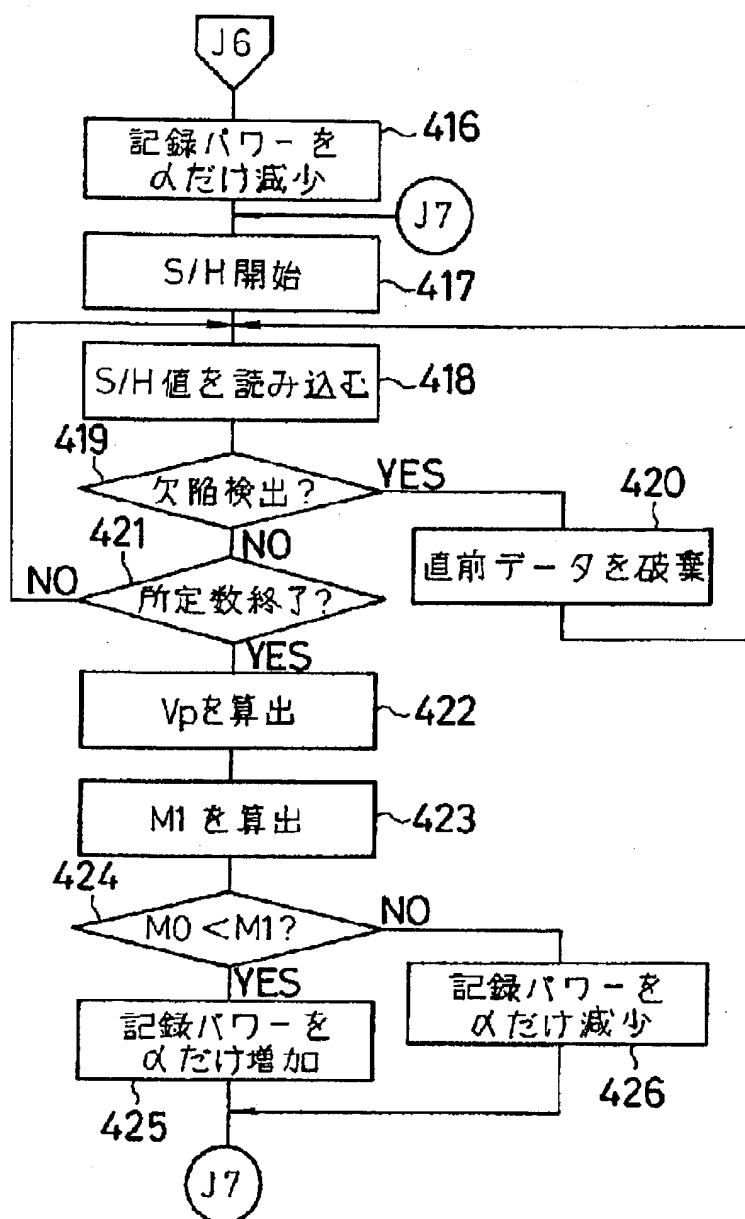 J6
記録パワーを
αだけ減少
416
J7
S/H開始
417
S/H値を読み込む
418
419
欠陥検出?
YES
420
直前データを破棄
NO
421
所定数終了?
NO
YES
Vpを算出
422
M1を算出
423
424
M0<M1?
NO
YES
記録パワーを
αだけ増加
425
記録パワーを
αだけ減少
426
J7